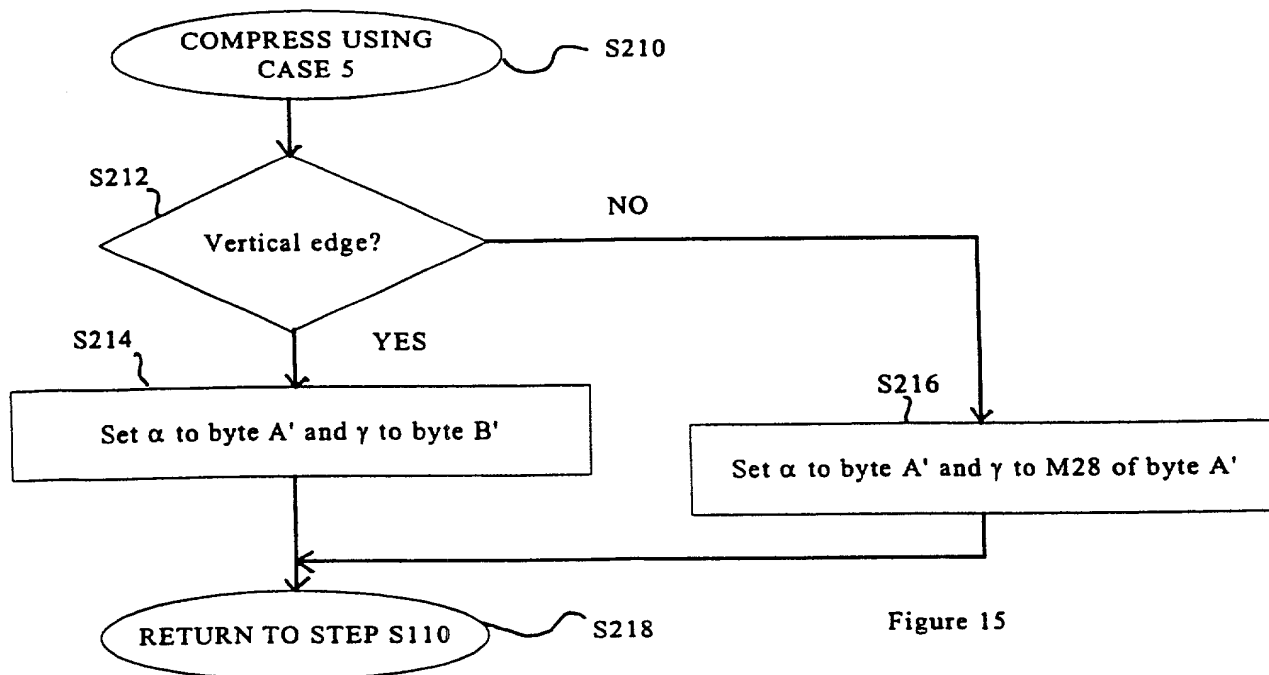 COMPRESS USING
CASE 5
S210
S212
Vertical edge?
NO
YES
S214
Set α to byte A' and γ to byte B'
S216
Set α to byte A' and γ to M28 of byte A'
RETURN TO STEP S110
S218
Figure 15